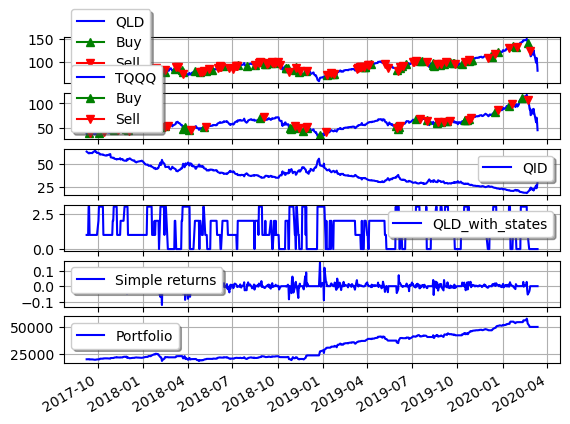 QLD
Buy
Sell
150
100
TQQQ
Buy
Sell
100
50
QID
50
25
QLD_with_states
2.5
0.0
Simple returns
0.1
0.0
−0.1
Portfolio
50000
25000
2017-10
2018-01
2018-04
2018-07
2018-10
2019-01
2019-04
2019-07
2019-10
2020-01
2020-04